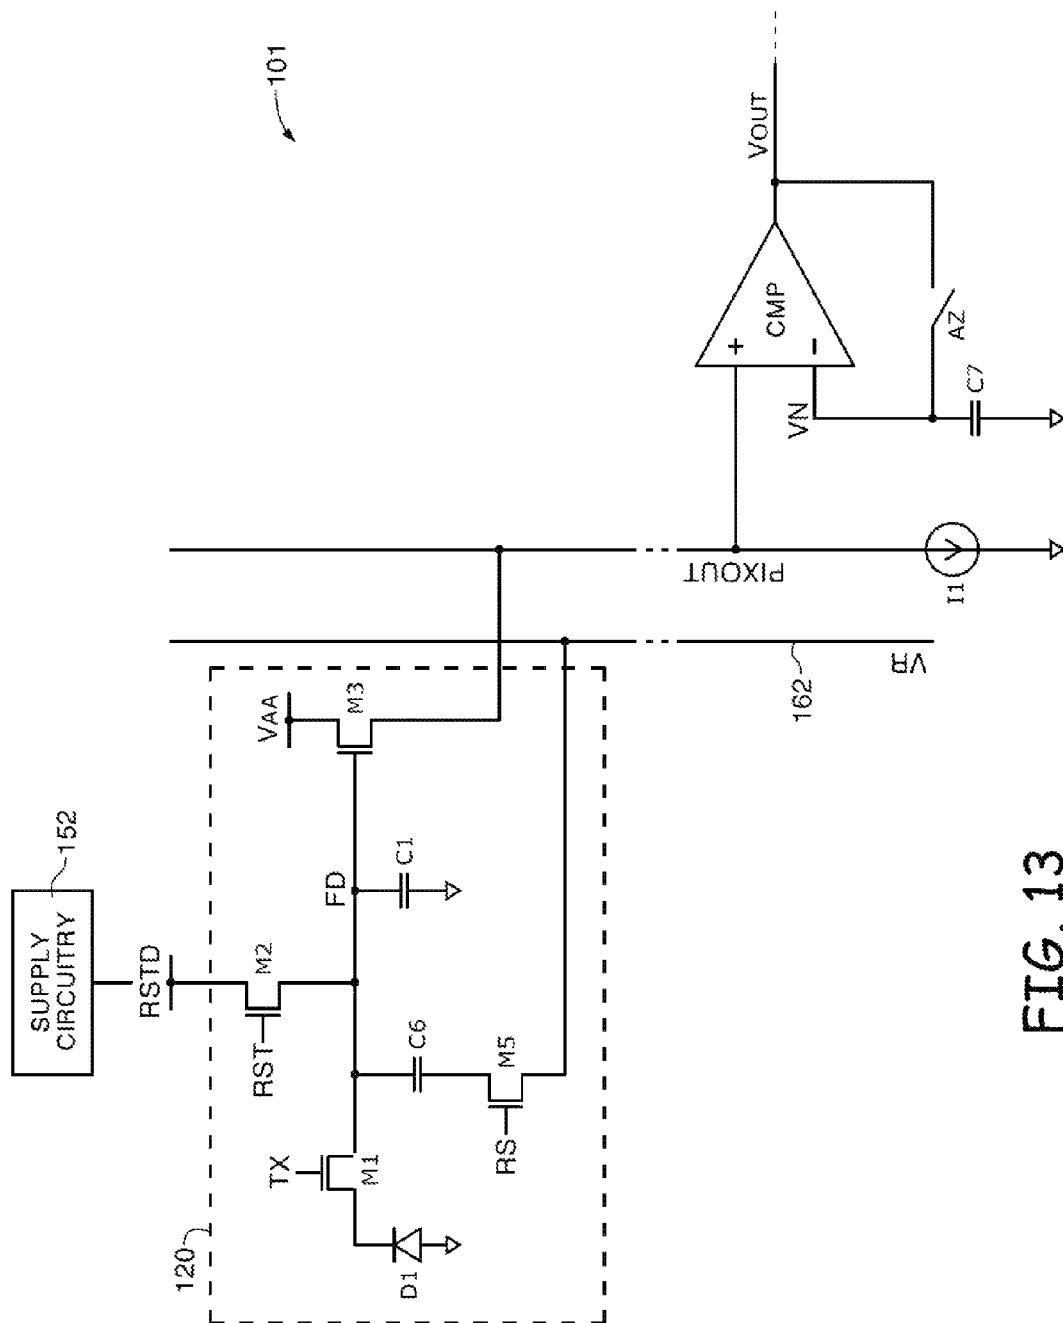 101
SUPPLY
CIRCUITRY
152
RSTD
120
VAA
M2
RST
M3
TX
FD
M1
C1
C6
D1
RS
M5
162
VR
PIXOUT
I1
VOUT
CMP
+
−
VN
AZ
C7
FIG. 13